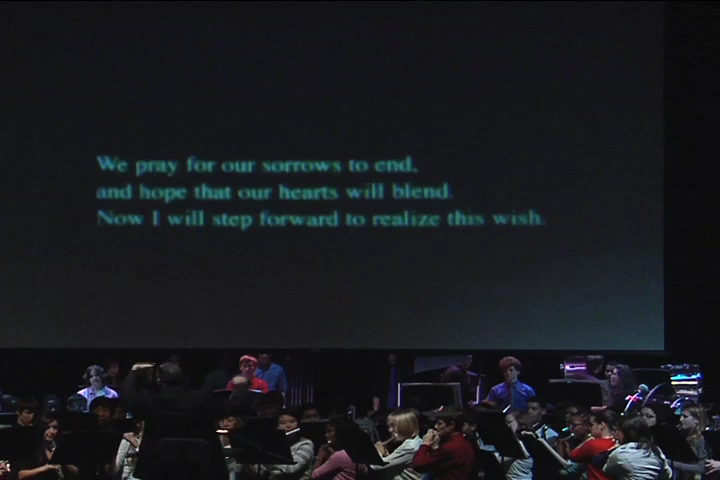 We pray for our sorrows to end,
and hope that our hearts will blend.
Now I will step forward to realize this wish.